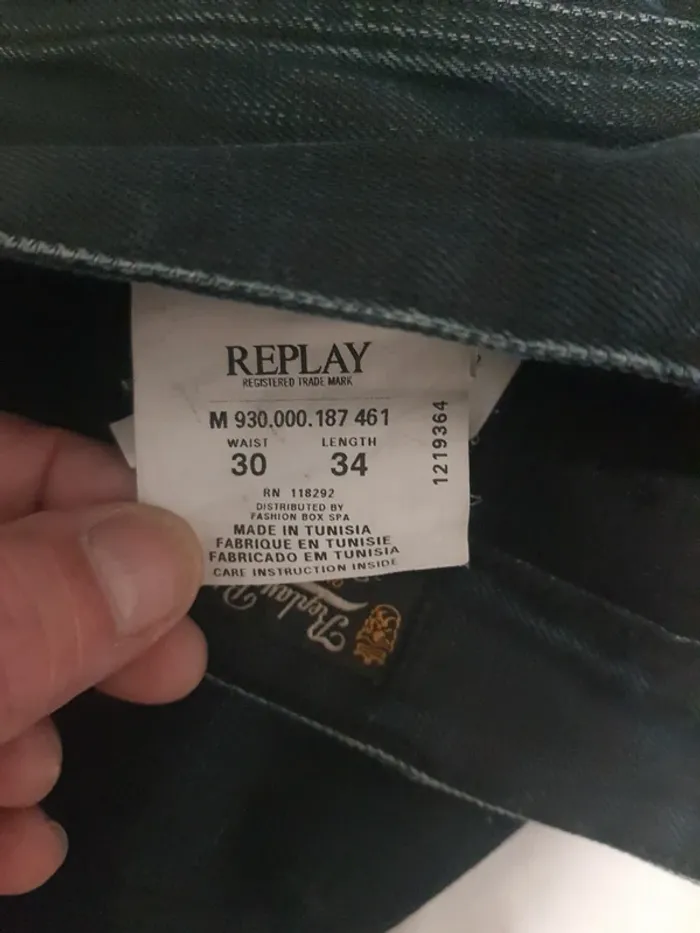 REPLAY
REGISTERED TRADE MARK
M 930.000.187 461
WAIST LENGTH
30 34
1219364
RN 118292
DISTRIBUTED BY
FASHION BOX SPA
MADE IN TUNISIA
FABRIQUE EN TUNISIE
FABRICADO EM TUNISIA
CARE INSTRUCTION INSIDE
Replay